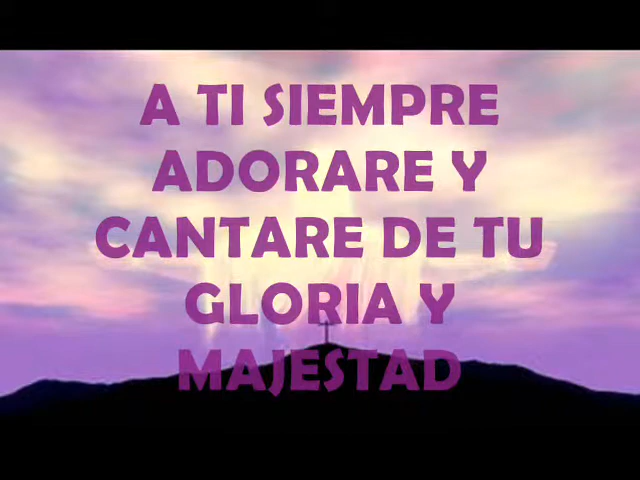 A TI SIEMPRE
ADORARE Y
CANTARE DE TU
GLORIA Y
MAJESTAD